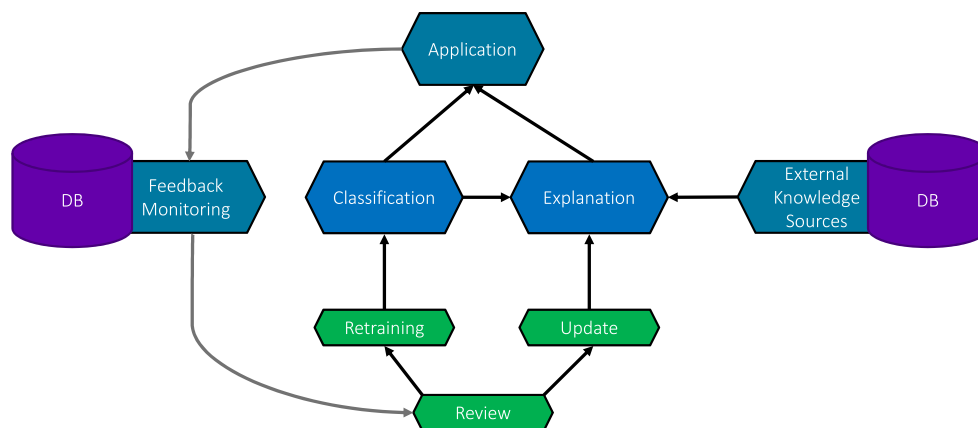 Application
DB
Feedback
Monitoring
Classification
Explanation
External
Knowledge
Sources
DB
Retraining
Update
Review